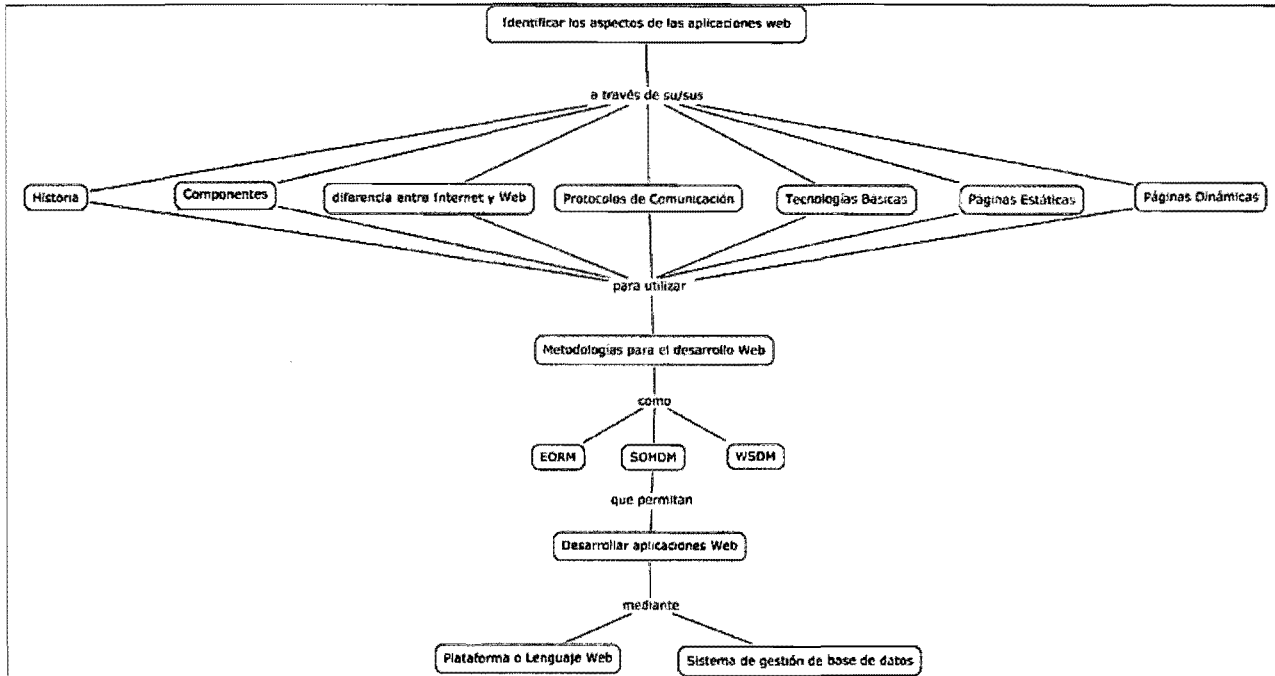 Identificar los aspectos de las aplicaciones web
a través de su/sus
Historia
Componentes
diferencia entre Internet y Web
Protocolos de Comunicación
Tecnologías Básicas
Páginas Estáticas
Páginas Dinámicas
para utilizar
Metodologías para el desarrollo Web
como
EORM
SOHDM
WSDM
que permitan
Desarrollar aplicaciones Web
mediante
Plataforma o Lenguaje Web
Sistema de gestión de base de datos